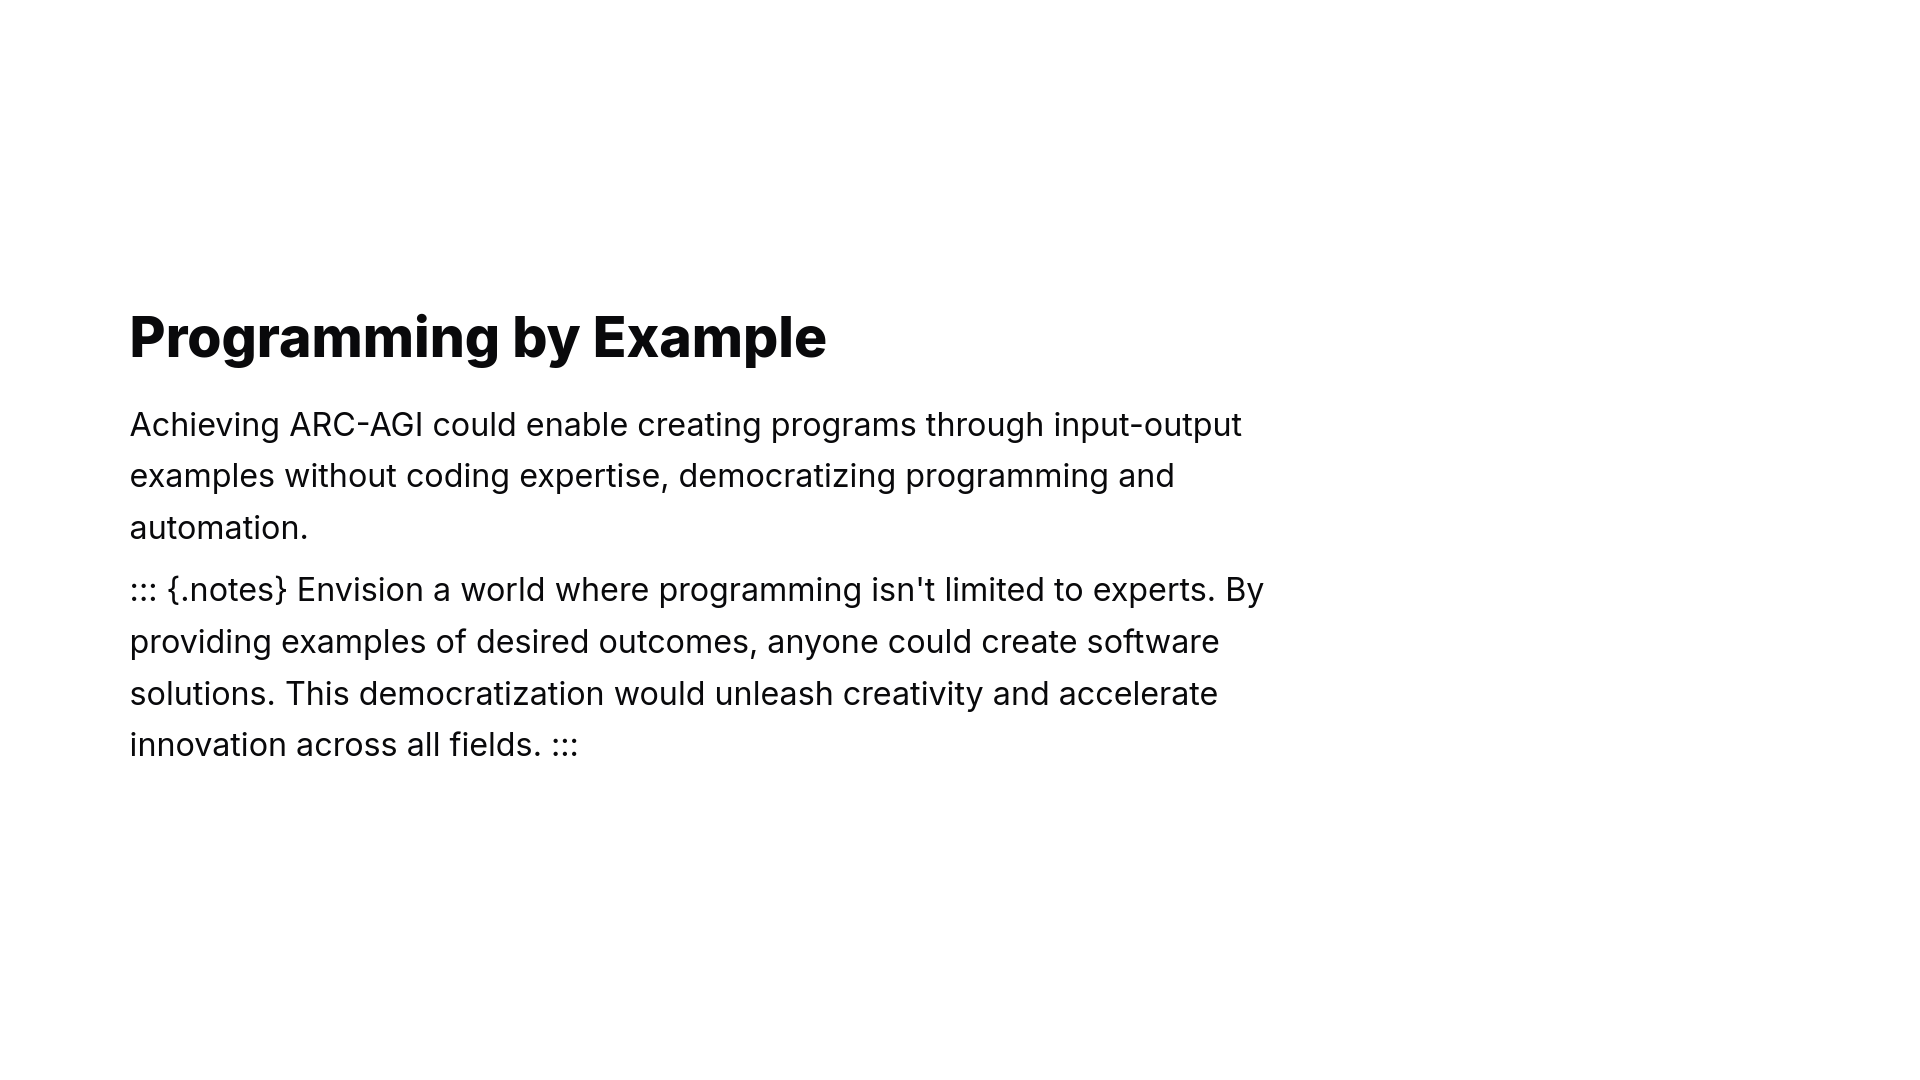 Programming by Example
Achieving ARC-AGI could enable creating programs through input-output
examples without coding expertise, democratizing programming and
automation.
::: {.notes} Envision a world where programming isn't limited to experts. By
providing examples of desired outcomes, anyone could create software
solutions. This democratization would unleash creativity and accelerate
innovation across all fields. :::